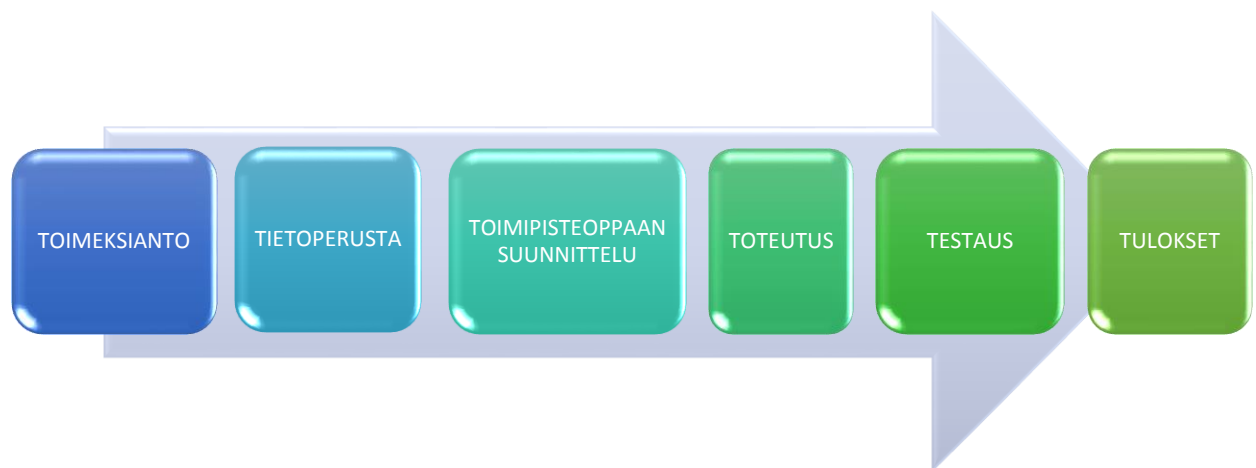 TOIMEKSIANTO
TIETOPERUSTA
TOIMIPISTEOPPAAN
SUUNNITTELU
TOTEUTUS
TESTAUS
TULOKSET